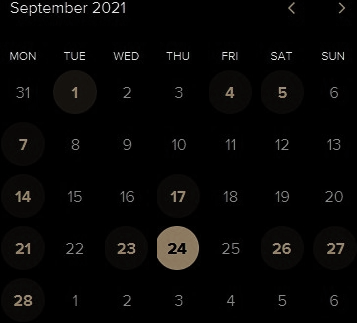 September 2021
MON TUE WED THU FRI SAT SUN
31 1 2 3 4 5 6
7 8 9 10 11 12 13
14 15 16 17 18 19 20
21 22 23 24 25 26 27
28 1 2 3 4 5 6